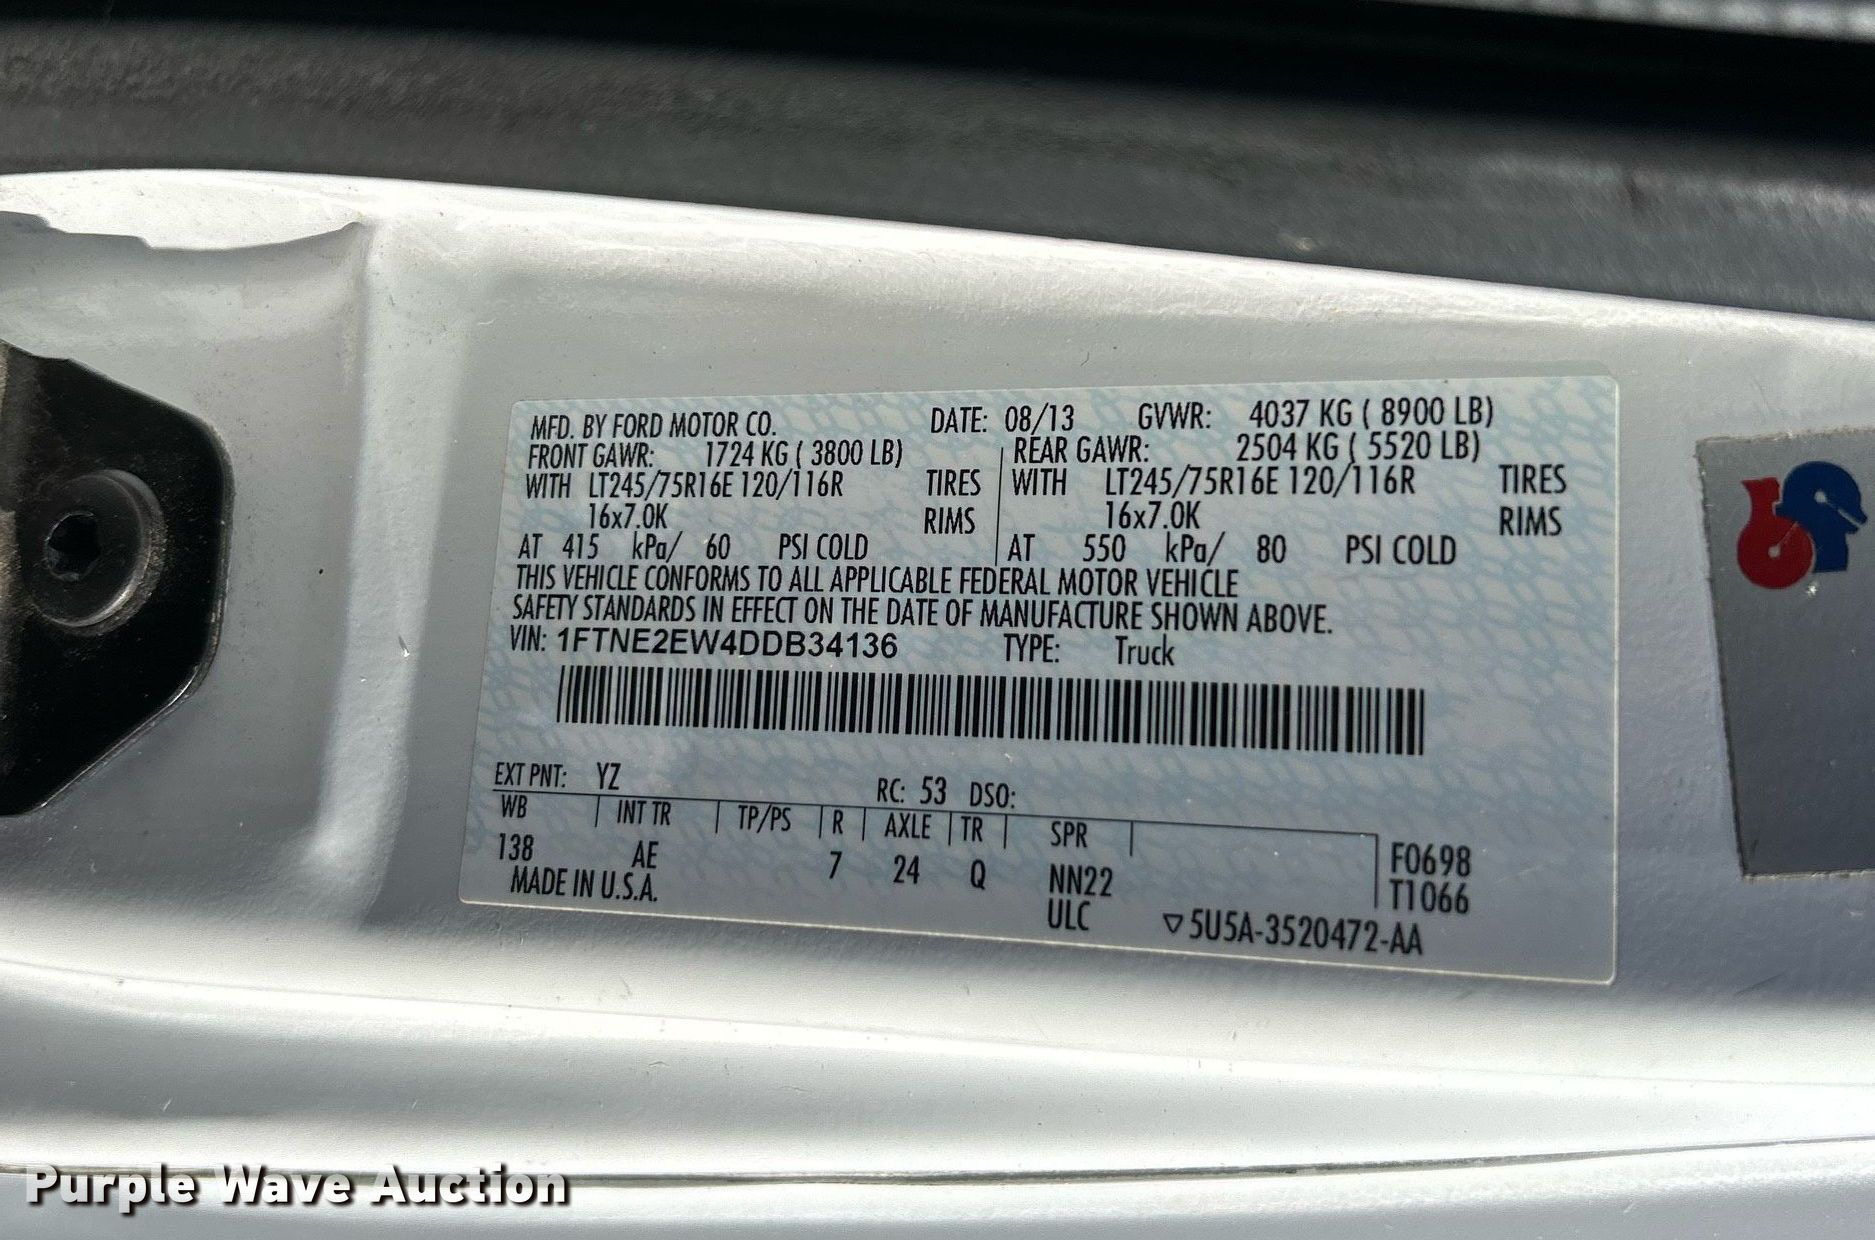 MFD. BY FORD MOTOR CO. DATE: 08/13 GVWR: 4037 KG ( 8900 LB)
FRONT GAWR: 1724 KG ( 3800 LB) REAR GAWR: 2504 KG ( 5520 LB)
WITH LT245/75R16E 120/116R TIRES WITH LT245/75R16E 120/116R TIRES
16x7.0K RIMS 16x7.0K RIMS
AT 415 kPa/ 60 PSI COLD AT 550 kPa/ 80 PSI COLD
THIS VEHICLE CONFORMS TO ALL APPLICABLE FEDERAL MOTOR VEHICLE
SAFETY STANDARDS IN EFFECT ON THE DATE OF MANUFACTURE SHOWN ABOVE.
VIN: 1FTNE2EW4DDB34136 TYPE: Truck
EXT PNT: YZ RC: 53 DSO:
WB INT TR TP/PS R AXLE TR SPR
138 AE 7 24 Q NN22 F0698
MADE IN U.S.A. ULC T1066
▽5U5A-3520472-AA
Purple Wave Auction